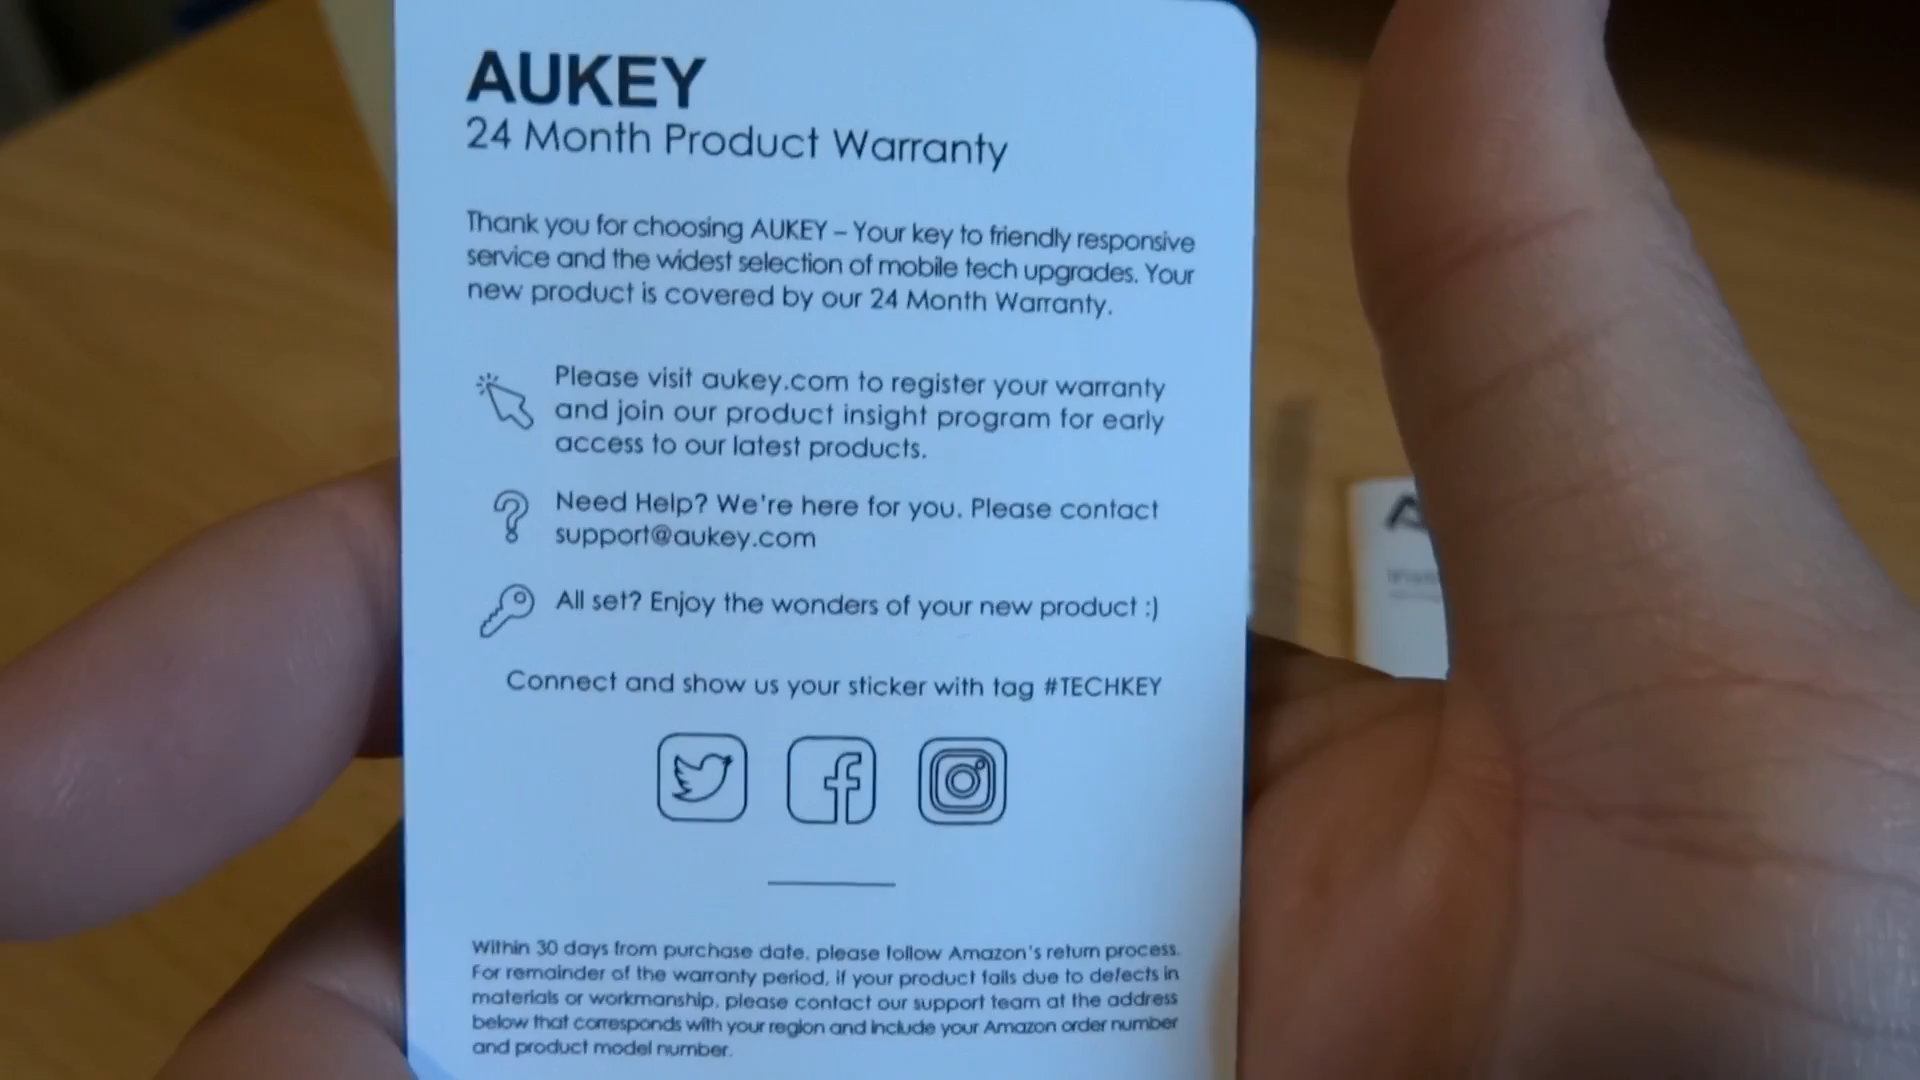 AUKEY
24 Month Product Warranty
Thank you for choosing AUKEY – Your key to friendly responsive
service and the widest selection of mobile tech upgrades. Your
new product is covered by our 24 Month Warranty.
Please visit aukey.com to register your warranty
and join our product insight program for early
access to our latest products.
Need Help? We're here for you. Please contact
support@aukey.com
All set? Enjoy the wonders of your new product :)
Connect and show us your sticker with tag #TECHKEY
Within 30 days from purchase date, please follow Amazon's return process.
For remainder of the warranty period, if your product fails due to defects in
materials or workmanship, please contact our support team at the address
below that corresponds with your region and include your Amazon order number
and product model number.